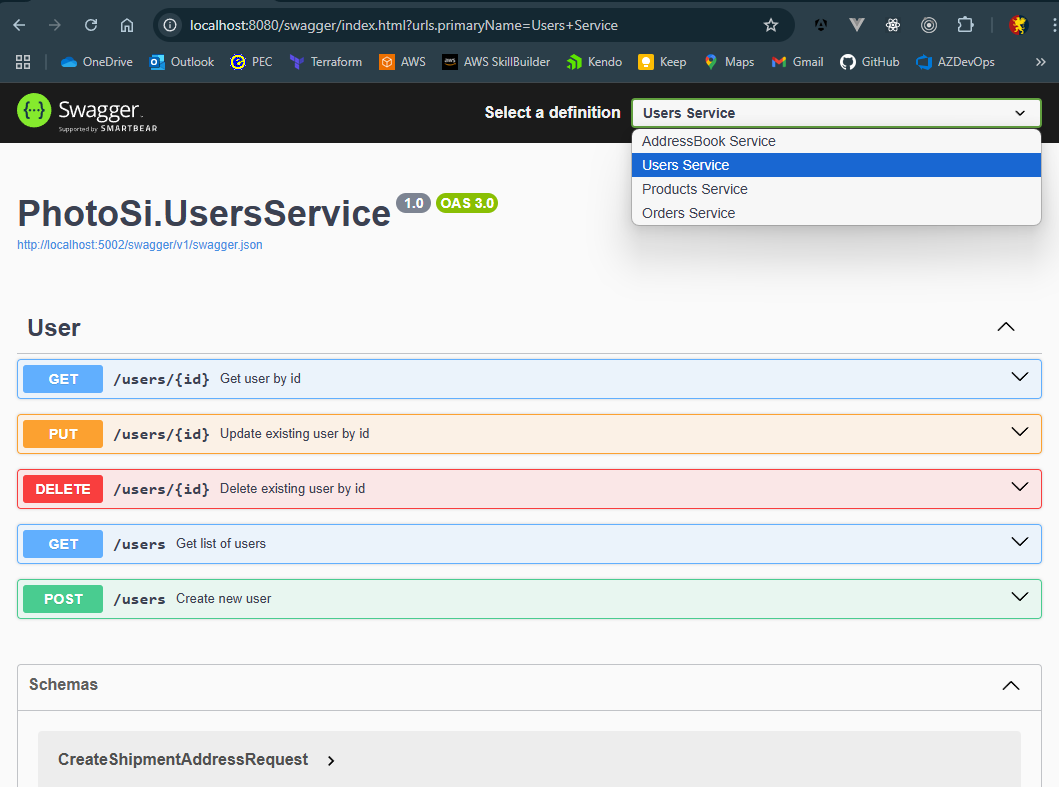 localhost:8080/swagger/index.html?urls.primaryName=Users+Service
OneDrive Outlook PEC Terraform AWS AWS SkillBuilder Kendo Keep Maps Gmail GitHub AZDevOps »
{··} Swagger. Select a definition Users Service
Supported by SMARTBEAR
AddressBook Service
Users Service
Products Service
Orders Service
PhotoSi.UsersService 1.0 OAS 3.0
http://localhost:5002/swagger/v1/swagger.json
User
GET /users/{id} Get user by id
PUT /users/{id} Update existing user by id
DELETE /users/{id} Delete existing user by id
GET /users Get list of users
POST /users Create new user
Schemas
CreateShipmentAddressRequest